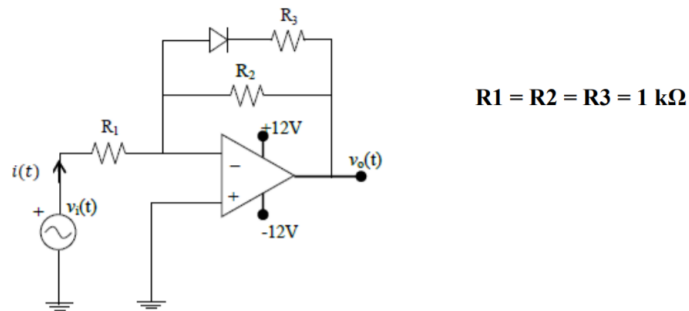 R₃
R₂
R1 = R2 = R3 = 1 kΩ
R₁
+12V
i(t)
vₒ(t)
−
+
+
vᵢ(t)
-12V